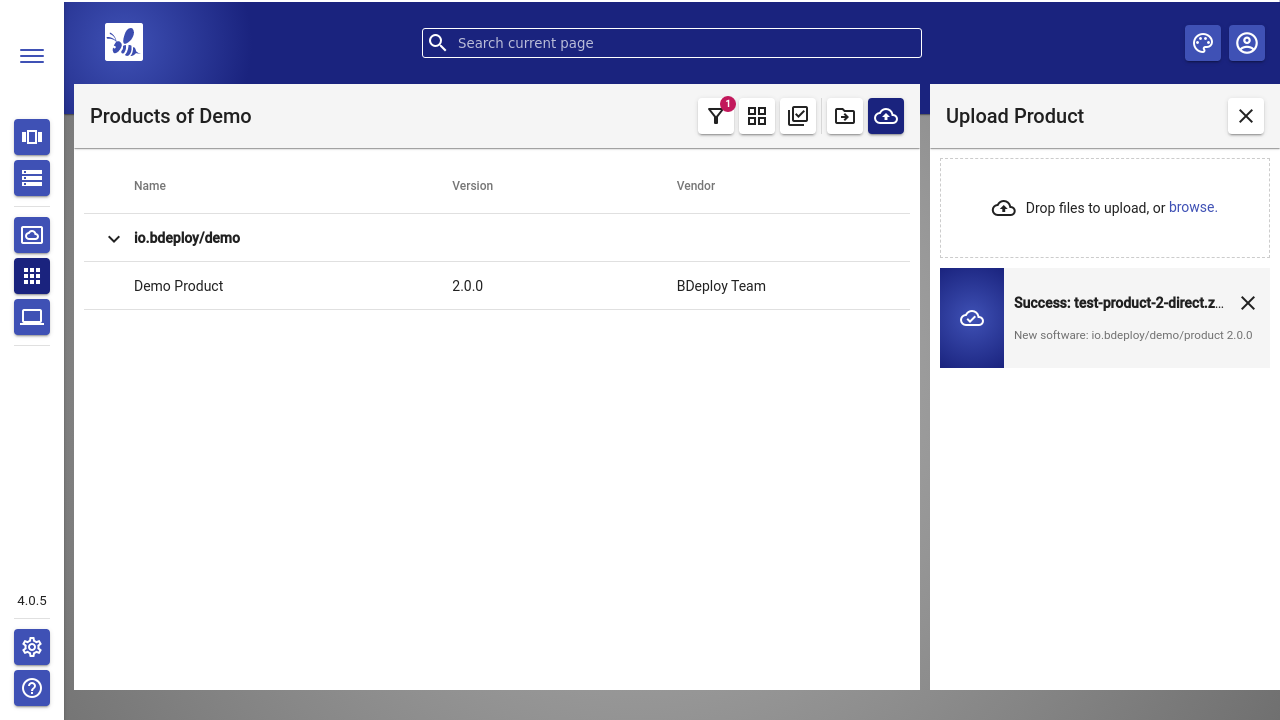 Search current page
Products of Demo
1
Upload Product
Name Version Vendor
Drop files to upload, or browse.
io.bdeploy/demo
Demo Product 2.0.0 BDeploy Team
Success: test-product-2-direct.z...
New software: io.bdeploy/demo/product 2.0.0
4.0.5